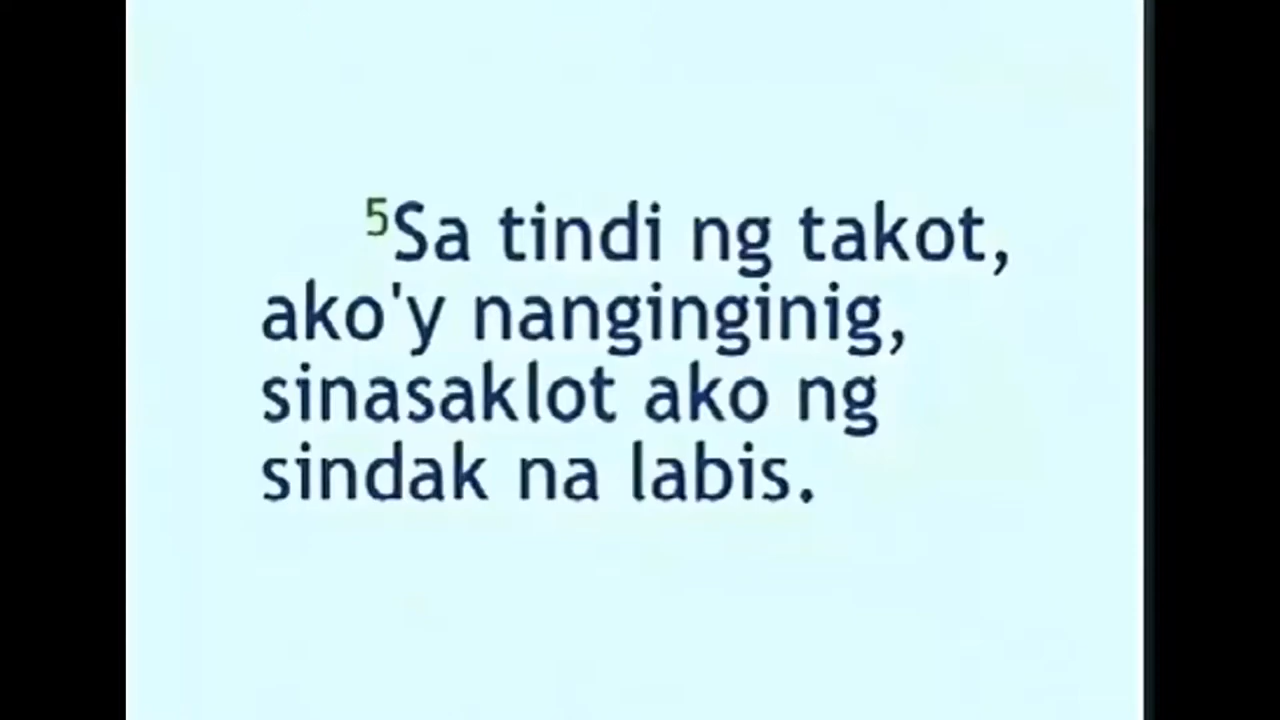 ⁵Sa tindi ng takot,
ako'y nanginginig,
sinasaklot ako ng
sindak na labis.